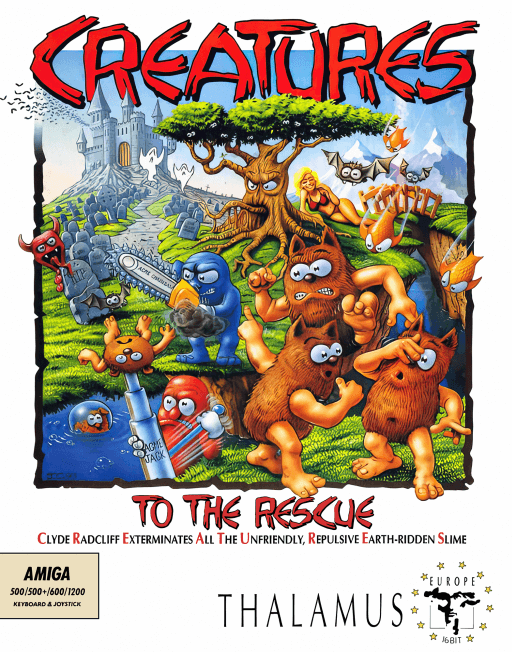 CREATURES
ACME CHAINSAW
ACME
JACK
TO THE RESCUE
CLYDE RADCLIFF EXTERMINATES ALL THE UNFRIENDLY, REPULSIVE EARTH-RIDDEN SLIME
AMIGA
500/500+/600/1200
KEYBOARD & JOYSTICK
THALAMUS
EUROPE
16BIT